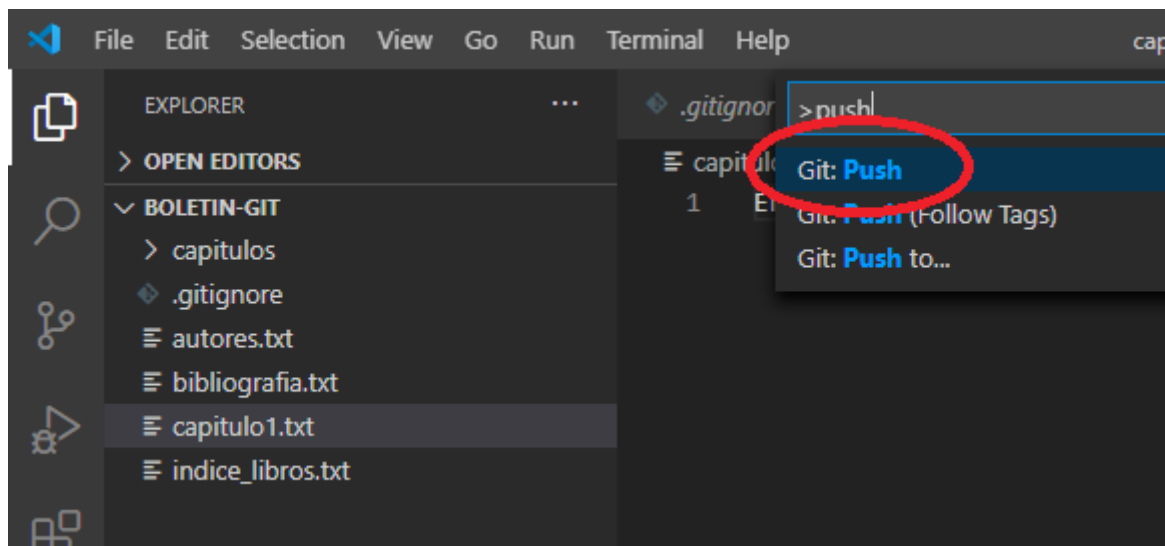 File Edit Selection View Go Run Terminal Help
EXPLORER ...
OPEN EDITORS
BOLETIN-GIT
capitulos
.gitignore
autores.txt
bibliografia.txt
capitulo1.txt
indice_libros.txt
.gitignor
1
>push
Git: Push
Git: Push (Follow Tags)
Git: Push to...